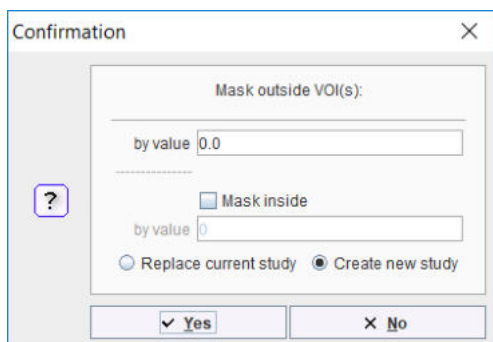 Confirmation
Mask outside VOI(s):
by value 0.0
---------------
Mask inside
by value 0
Replace current study Create new study
? 
Yes No